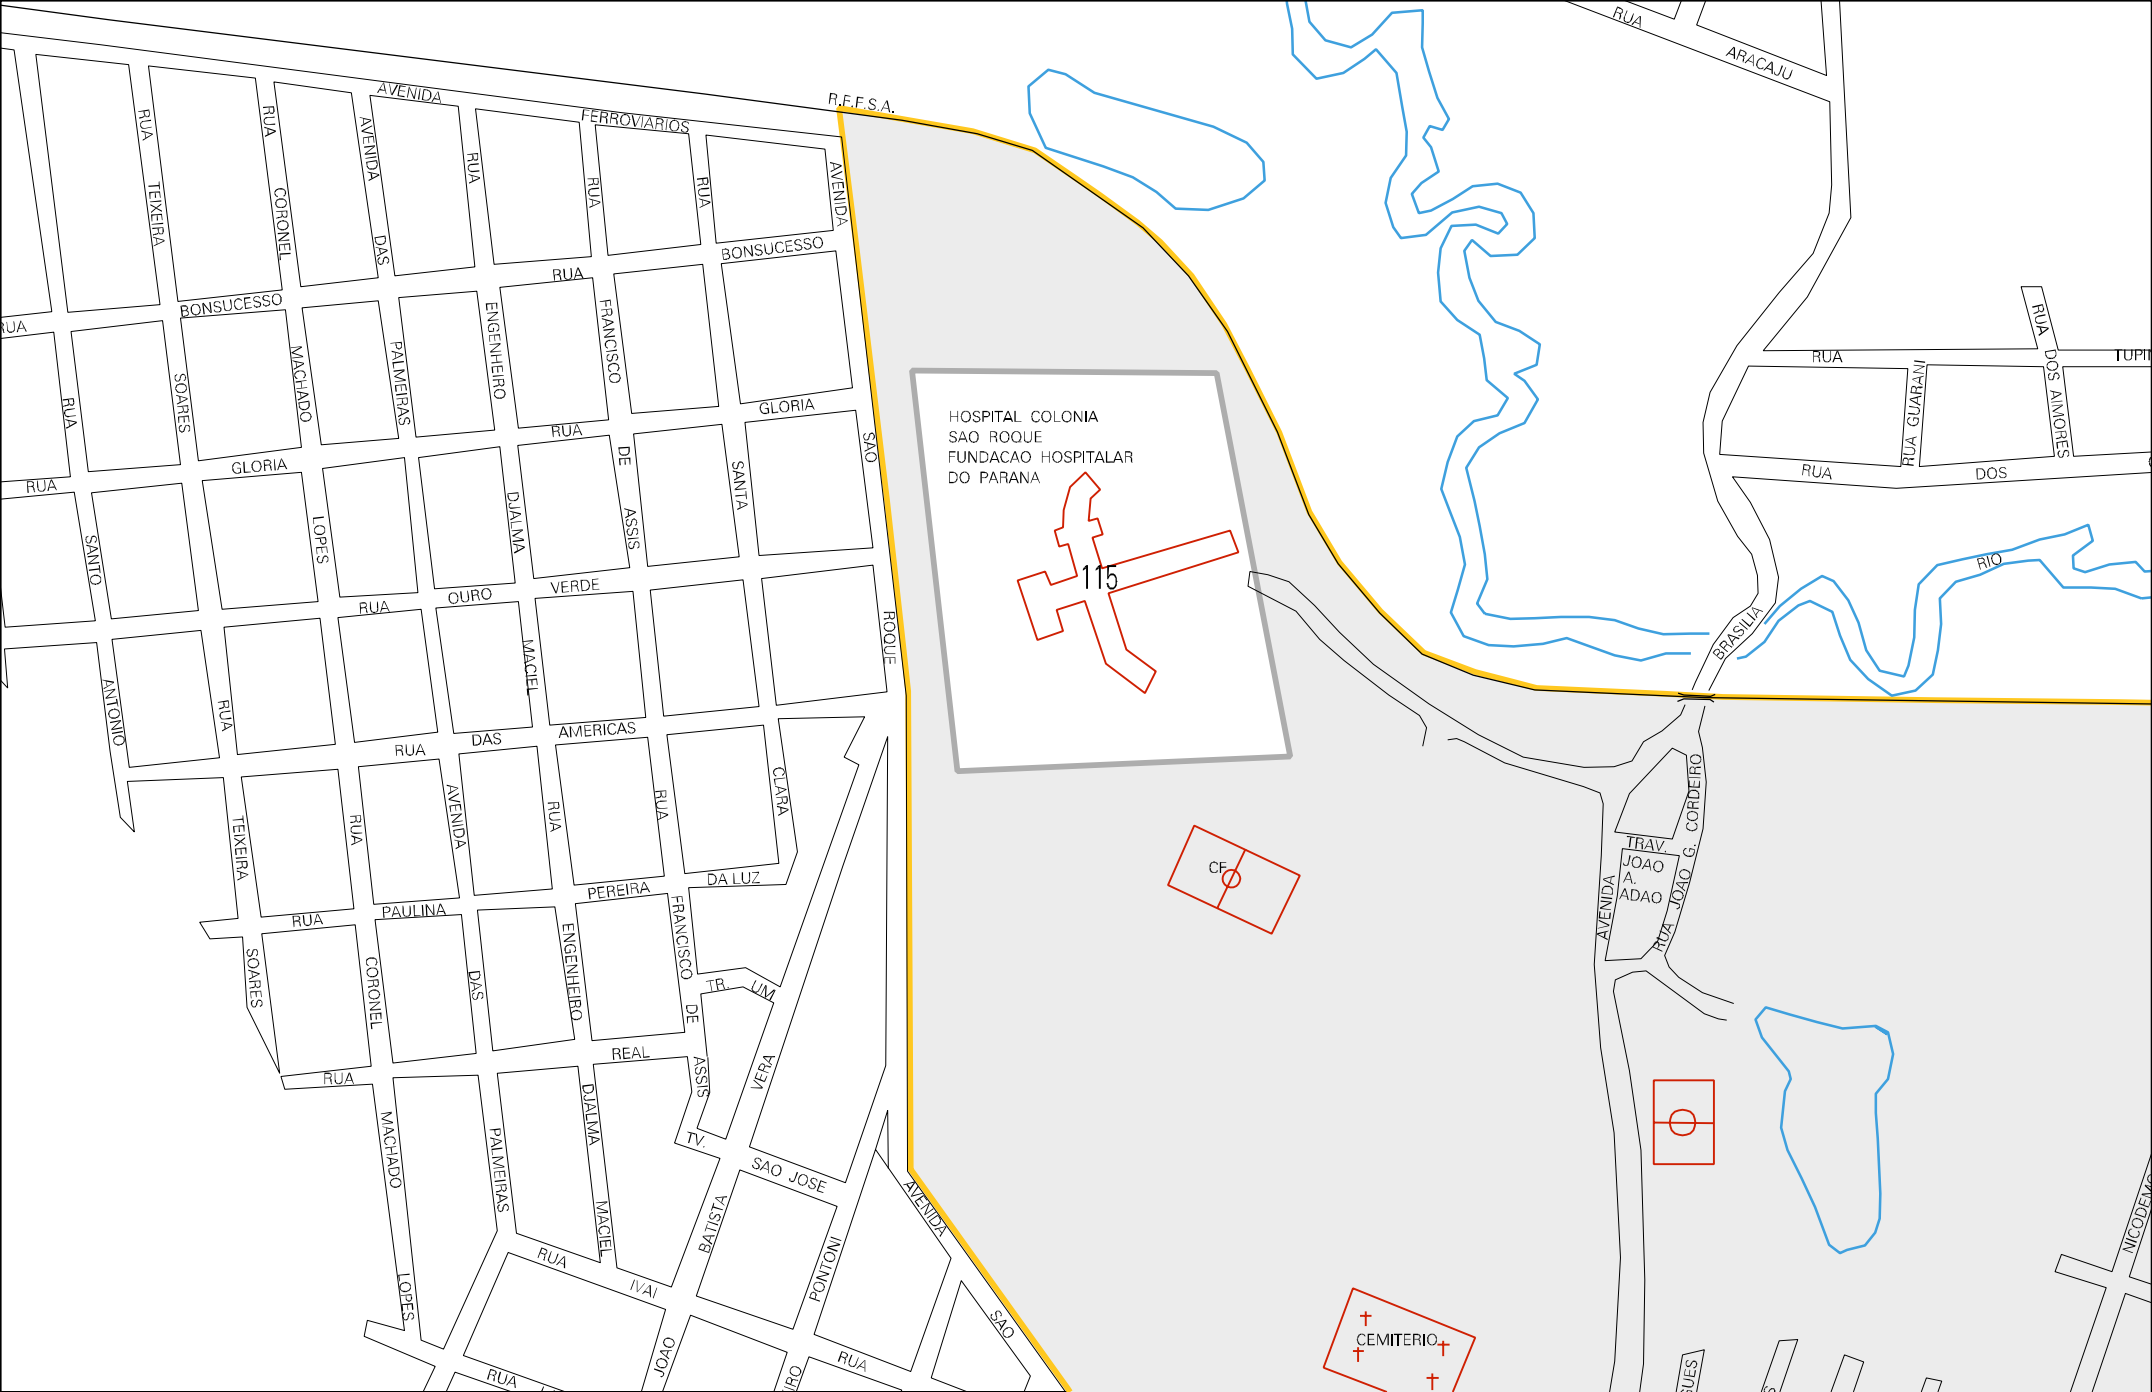 RUA
ARACAJU
R.F.F.S.A.
AVENIDA
FERROVIARIOS
RUA
TEIXEIRA
RUA
CORONEL
AVENIDA
DAS
RUA
RUA
RUA
AVENIDA
BONSUCESSO
RUA
BONSUCESSO
RUA
RUA
SOARES
MACHADO
PALMEIRAS
ENGENHEIRO
FRANCISCO
GLORIA
RUA
GLORIA
RUA
SAO
HOSPITAL COLONIA
SAO ROQUE
FUNDACAO HOSPITALAR
DO PARANA
115
SANTO
LOPES
DJALMA
DE
ASSIS
SANTA
VERDE
OURO
RUA
ROQUE
ANTONIO
RUA
MACIEL
AMERICAS
DAS
RUA
TEIXEIRA
RUA
AVENIDA
RUA
RUA
CLARA
DA LUZ
PEREIRA
PAULINA
RUA
SOARES
CORONEL
DAS
ENGENHEIRO
FRANCISCO
DE
ASSIS
TR. UM
REAL
RUA
VERA
MACHADO
PALMEIRAS
DJALMA
MACIEL
TV.
SAO JOSE
BATISTA
PONTONI
LOPES
RUA
IVAI
JOAO
RUA
RUA
AVENIDA
SAO
RUA
RUA
DOS AIMORES
RUA GUARANI
RUA
DOS
RIO
BRASILIA
CORDEIRO
G.
JOAO
RUA
TRAV.
JOAO
A.
ADAO
AVENIDA
CF
CEMITERIO